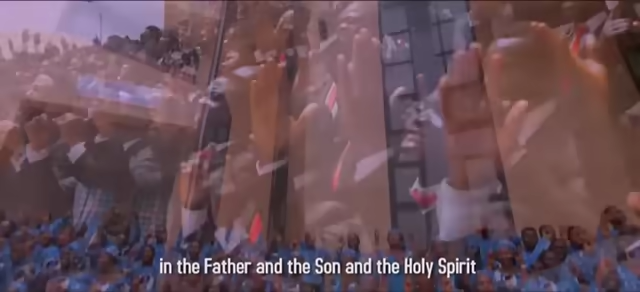 in the Father and the Son and the Holy Spirit